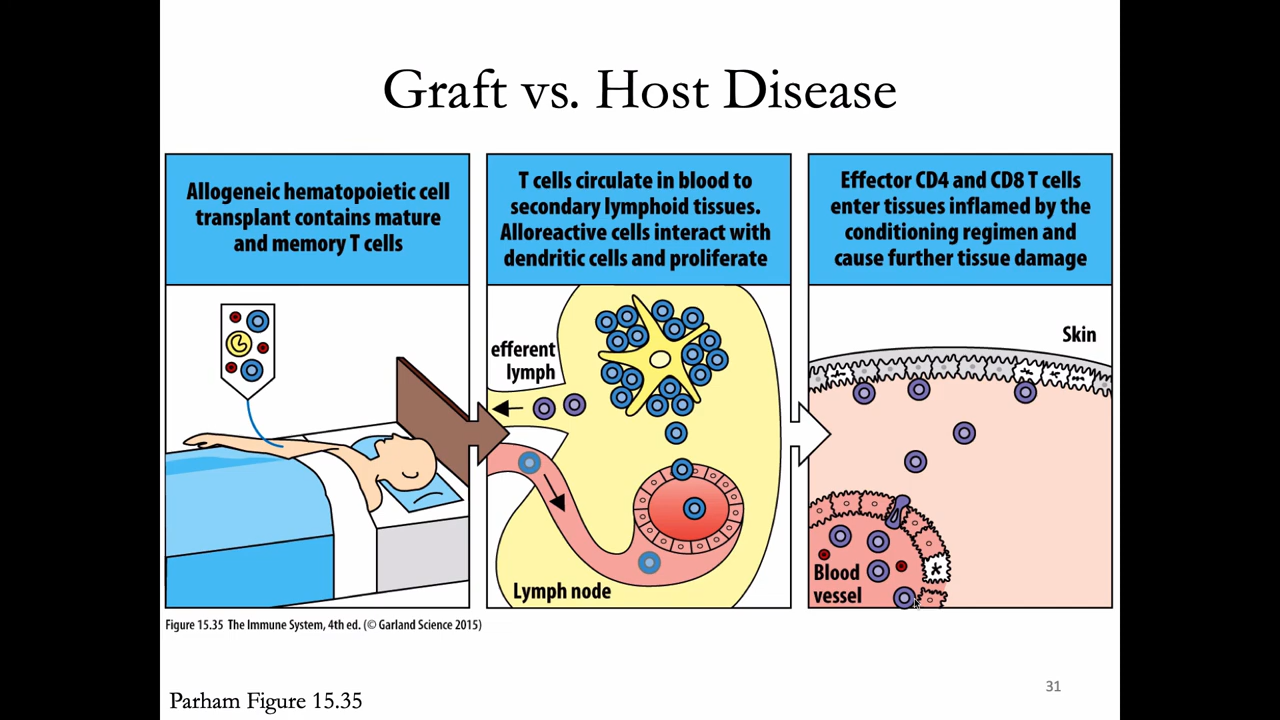 Graft vs. Host Disease
Allogeneic hematopoietic cell
transplant contains mature
and memory T cells
T cells circulate in blood to
secondary lymphoid tissues.
Alloreactive cells interact with
dendritic cells and proliferate
Effector CD4 and CD8 T cells
enter tissues inflamed by the
conditioning regimen and
cause further tissue damage
efferent
lymph
Lymph node
Skin
Blood
vessel
Figure 15.35 The Immune System, 4th ed. (© Garland Science 2015)
Parham Figure 15.35
31